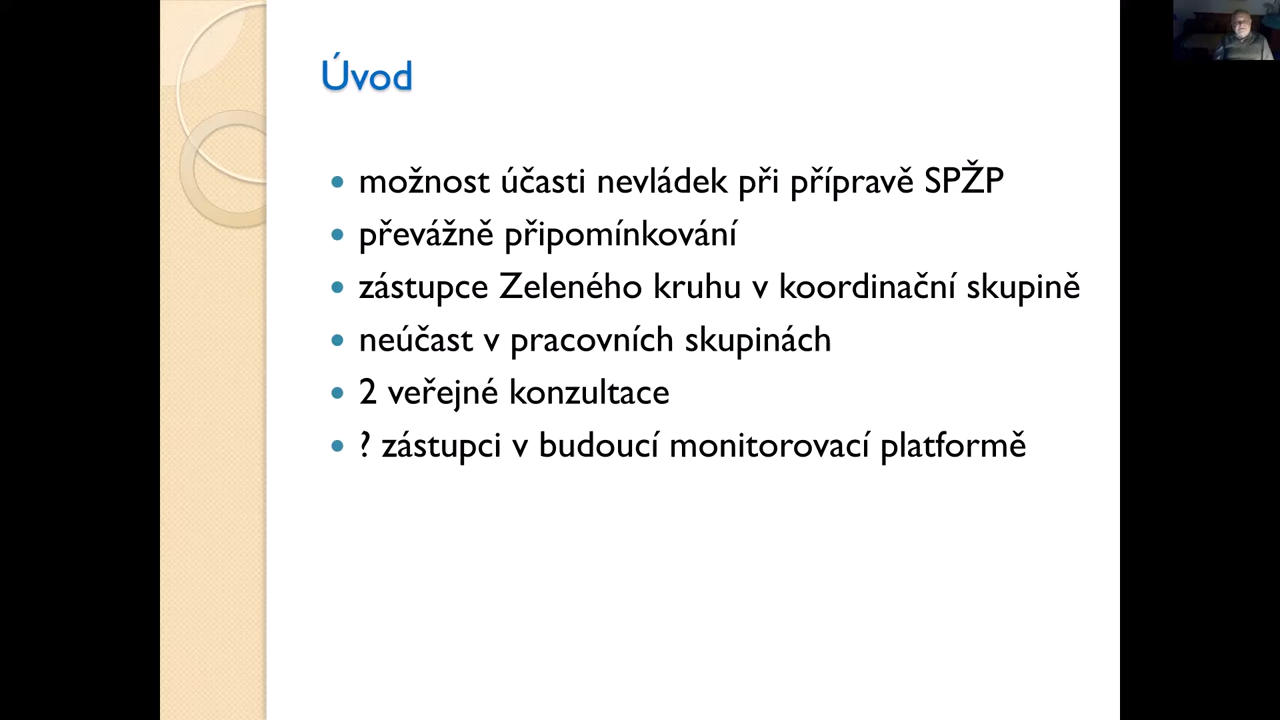 Úvod
možnost účasti nevládek při přípravě SPŽP
převážně připomínkování
zástupce Zeleného kruhu v koordinační skupině
neúčast v pracovních skupinách
2 veřejné konzultace
? zástupci v budoucí monitorovací platformě